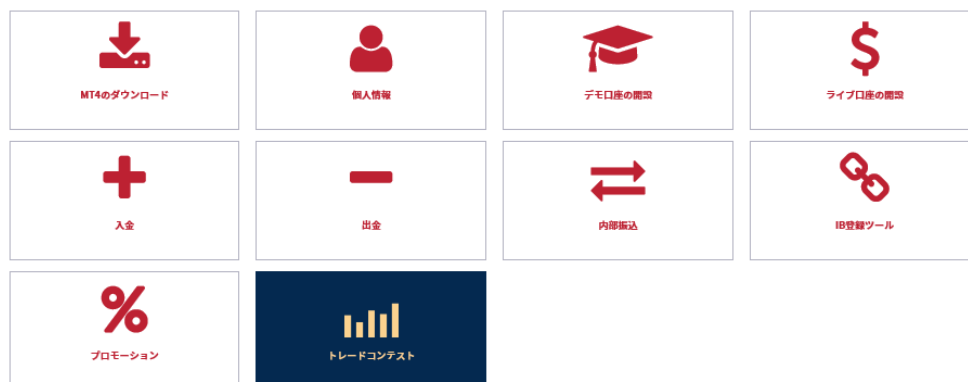 MT4のダウンロード
個人情報
デモ口座の開設
ライブ口座の開設
入金
出金
内部振込
IB登録ツール
プロモーション
トレードコンテスト